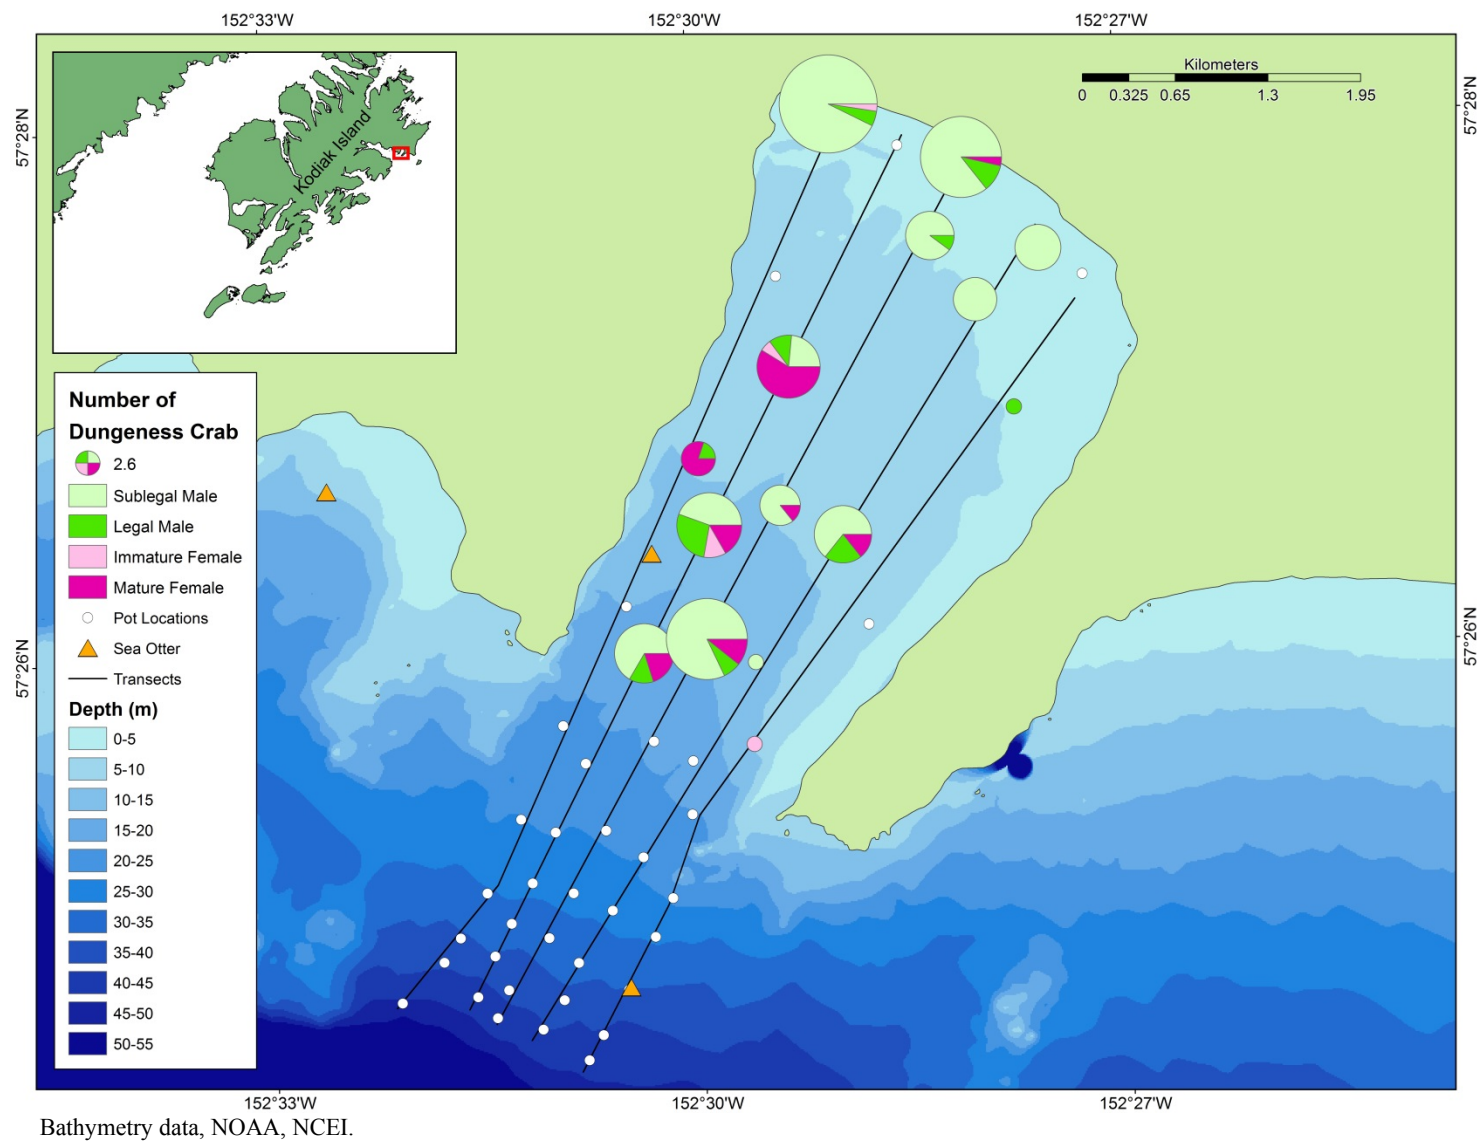 152°33'W 152°30'W 152°27'W
Kilometers
0 0.325 0.65 1.3 1.95
57°28'N
57°28'N
Kodiak Island
Number of
Dungeness Crab
2.6
Sublegal Male
Legal Male
Immature Female
Mature Female
Pot Locations
Sea Otter
Transects
Depth (m)
0-5
5-10
10-15
15-20
20-25
25-30
30-35
35-40
40-45
45-50
50-55
57°26'N
57°26'N
152°33'W 152°30'W 152°27'W
Bathymetry data, NOAA, NCEI.